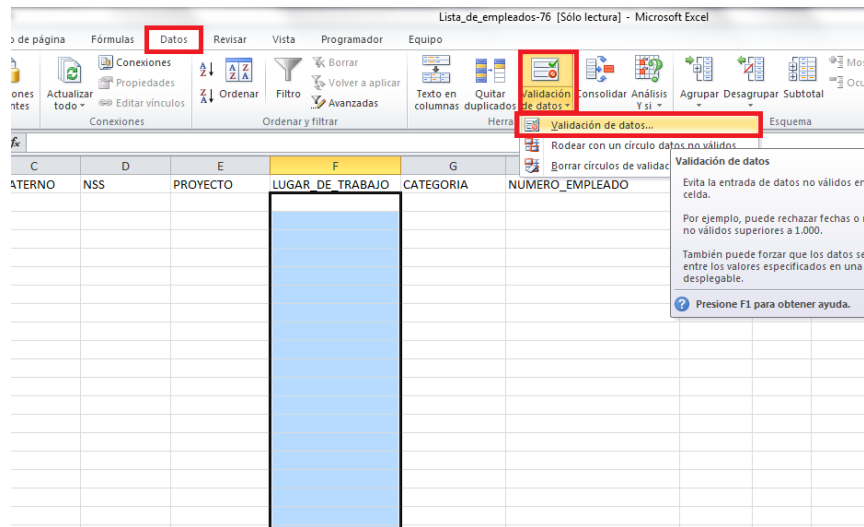 Lista_de_empleados-76 [Sólo lectura] - Microsoft Excel
o de página Fórmulas Datos Revisar Vista Programador Equipo
Conexiones Borrar
Propiedades Volver a aplicar
ones Actualizar Editar vínculos Ordenar Filtro Avanzadas Texto en Quitar Validación Consolidar Análisis Agrupar Desagrupar Subtotal Mos
ntes todo columnas duplicados de datos Y si Ocu
Conexiones Ordenar y filtrar Herra Esquema
Validación de datos...
fx Rodear con un círculo datos no válidos
Borrar círculos de validac
C D E F G
ATERNO NSS PROYECTO LUGAR_DE_TRABAJO CATEGORIA NUMERO_EMPLEADO
Validación de datos
Evita la entrada de datos no válidos en
celda.
Por ejemplo, puede rechazar fechas o
no válidos superiores a 1.000.
También puede forzar que los datos se
entre los valores especificados en una
desplegable.
Presione F1 para obtener ayuda.